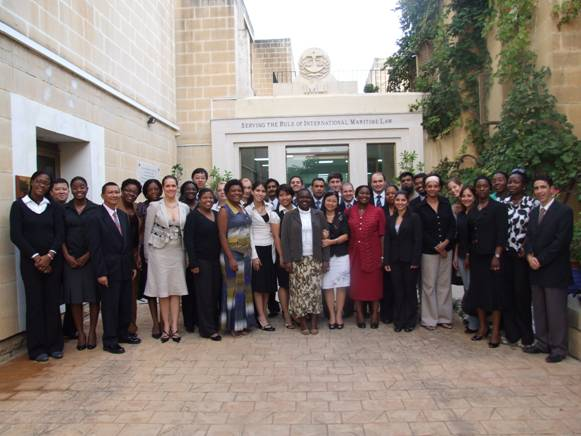 SERVING THE RULE OF INTERNATIONAL MARITIME LAW